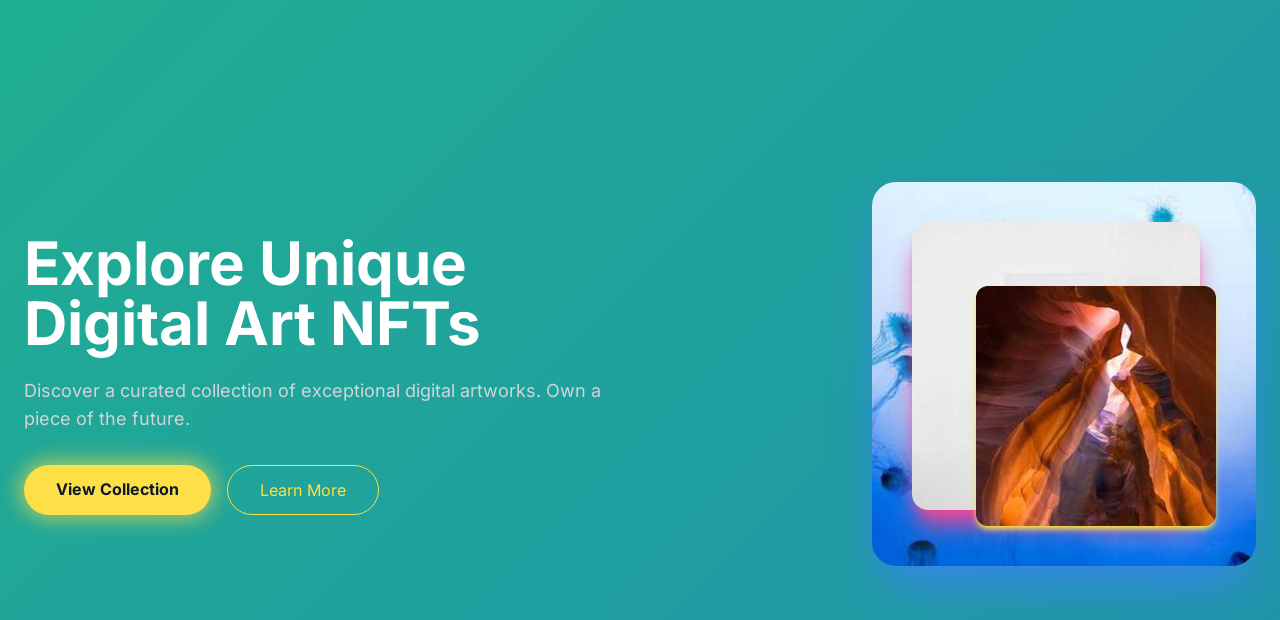 Explore Unique
Digital Art NFTs
Discover a curated collection of exceptional digital artworks. Own a
piece of the future.
View Collection
Learn More